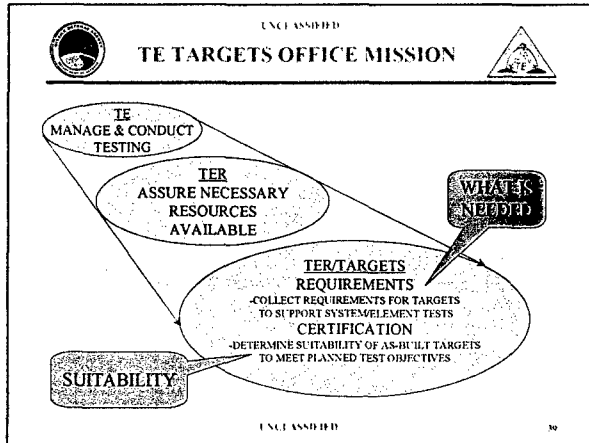 UNCLASSIFIED
TE TARGETS OFFICE MISSION
TE
TE
MANAGE & CONDUCT
TESTING
TER
ASSURE NECESSARY
RESOURCES
AVAILABLE
WHAT IS
NEEDED
TER/TARGETS
REQUIREMENTS
-COLLECT REQUIREMENTS FOR TARGETS
TO SUPPORT SYSTEM/ELEMENT TESTS
CERTIFICATION
-DETERMINE SUITABILITY OF AS-BUILT TARGETS
TO MEET PLANNED TEST OBJECTIVES
SUITABILITY
UNCLASSIFIED